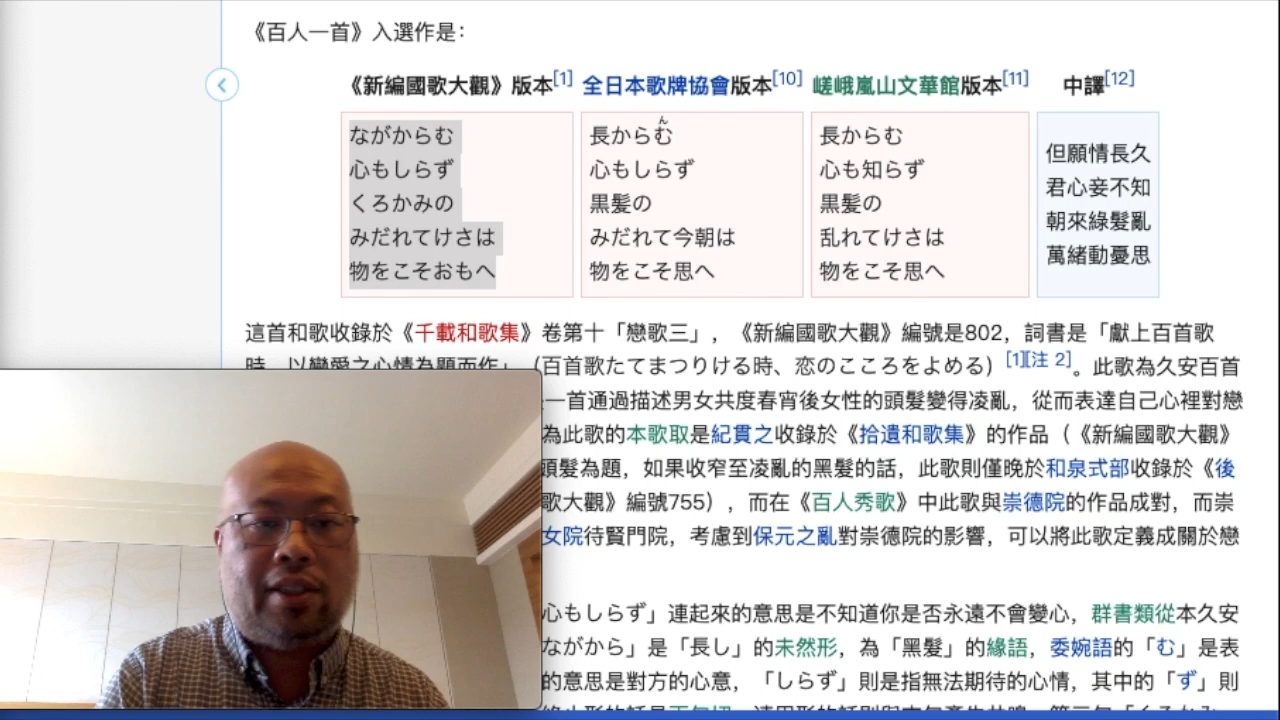 《百人一首》入選作是：
《新編國歌大觀》版本[1] 全日本歌牌協會版本[10] 嵯峨嵐山文華館版本[11] 中譯[12]
ながからむ
心もしらず
くろかみの
みだれてけさは
物をこそおもへ
ん
長からむ
心もしらず
黒髪の
みだれて今朝は
物をこそ思へ
長からむ
心も知らず
黒髪の
乱れてけさは
物をこそ思へ
但願情長久
君心妾不知
朝來綠髮亂
萬緒動憂思
這首和歌收錄於《千載和歌集》卷第十「戀歌三」，《新編國歌大觀》編號是802，詞書是「獻上百首歌
時，以戀愛之心情為題而作」（百首歌たてまつりける時、恋のこころをよめる）[1][注 2]。此歌為久安百首
一首通過描述男女共度春宵後女性的頭髮變得凌亂，從而表達自己心裡對戀
為此歌的本歌取是紀貫之收錄於《拾遺和歌集》的作品（《新編國歌大觀》
頭髮為題，如果收窄至凌亂的黑髮的話，此歌則僅晚於和泉式部收錄於《後
歌大觀》編號755），而在《百人秀歌》中此歌與崇德院的作品成對，而崇
女院待賢門院，考慮到保元之亂對崇德院的影響，可以將此歌定義成關於戀
心もしらず」連起來的意思是不知道你是否永遠不會變心，群書類從本久安
ながから」是「長し」的未然形，為「黑髮」的緣語，委婉語的「む」是表
的意思是對方的心意，「しらず」則是指無法期待的心情，其中的「ず」則